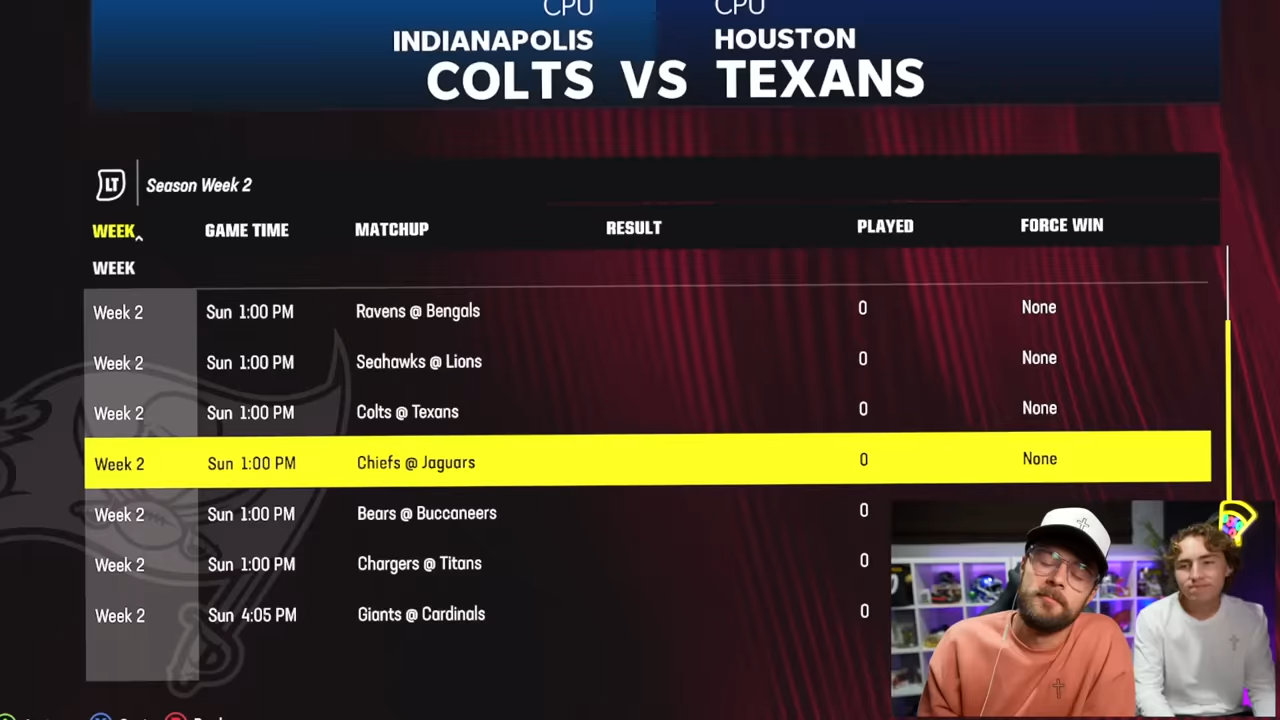 CPU CPU
INDIANAPOLIS HOUSTON
COLTS VS TEXANS
LT Season Week 2
WEEK GAME TIME MATCHUP RESULT PLAYED FORCE WIN
WEEK
Week 2 Sun 1:00 PM Ravens @ Bengals 0 None
Week 2 Sun 1:00 PM Seahawks @ Lions 0 None
Week 2 Sun 1:00 PM Colts @ Texans 0 None
Week 2 Sun 1:00 PM Chiefs @ Jaguars 0 None
Week 2 Sun 1:00 PM Bears @ Buccaneers 0
Week 2 Sun 1:00 PM Chargers @ Titans 0
Week 2 Sun 4:05 PM Giants @ Cardinals 0